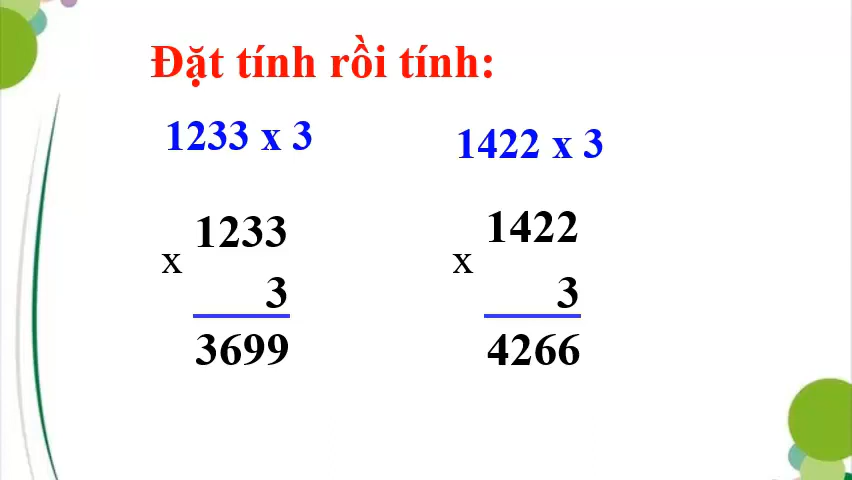 Đặt tính rồi tính:
1233 x 3
1422 x 3
1233
x
3
3699
1422
x
3
4266